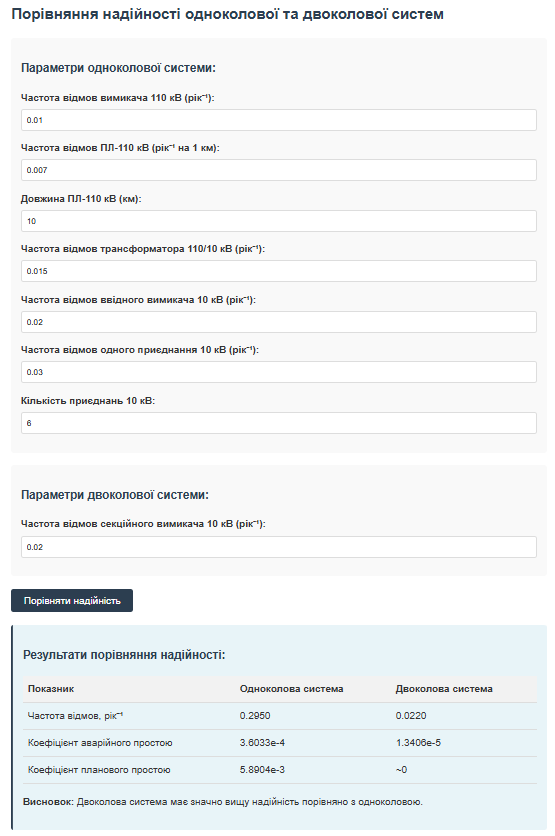 Порівняння надійності одноколової та двоколової систем
Параметри одноколової системи:
Частота відмов вимикача 110 кВ (рік⁻¹):
0.01
Частота відмов ПЛ-110 кВ (рік⁻¹ на 1 км):
0.007
Довжина ПЛ-110 кВ (км):
10
Частота відмов трансформатора 110/10 кВ (рік⁻¹):
0.015
Частота відмов ввідного вимикача 10 кВ (рік⁻¹):
0.02
Частота відмов одного приєднання 10 кВ (рік⁻¹):
0.03
Кількість приєднань 10 кВ:
6
Параметри двоколової системи:
Частота відмов секційного вимикача 10 кВ (рік⁻¹):
0.02
Порівняти надійність
Результати порівняння надійності:
Показник Одноколова система Двоколова система
Частота відмов, рік⁻¹ 0.2950 0.0220
Коефіцієнт аварійного простою 3.6033e-4 1.3406e-5
Коефіцієнт планового простою 5.8904e-3 ~0
Висновок: Двоколова система має значно вищу надійність порівняно з одноколовою.